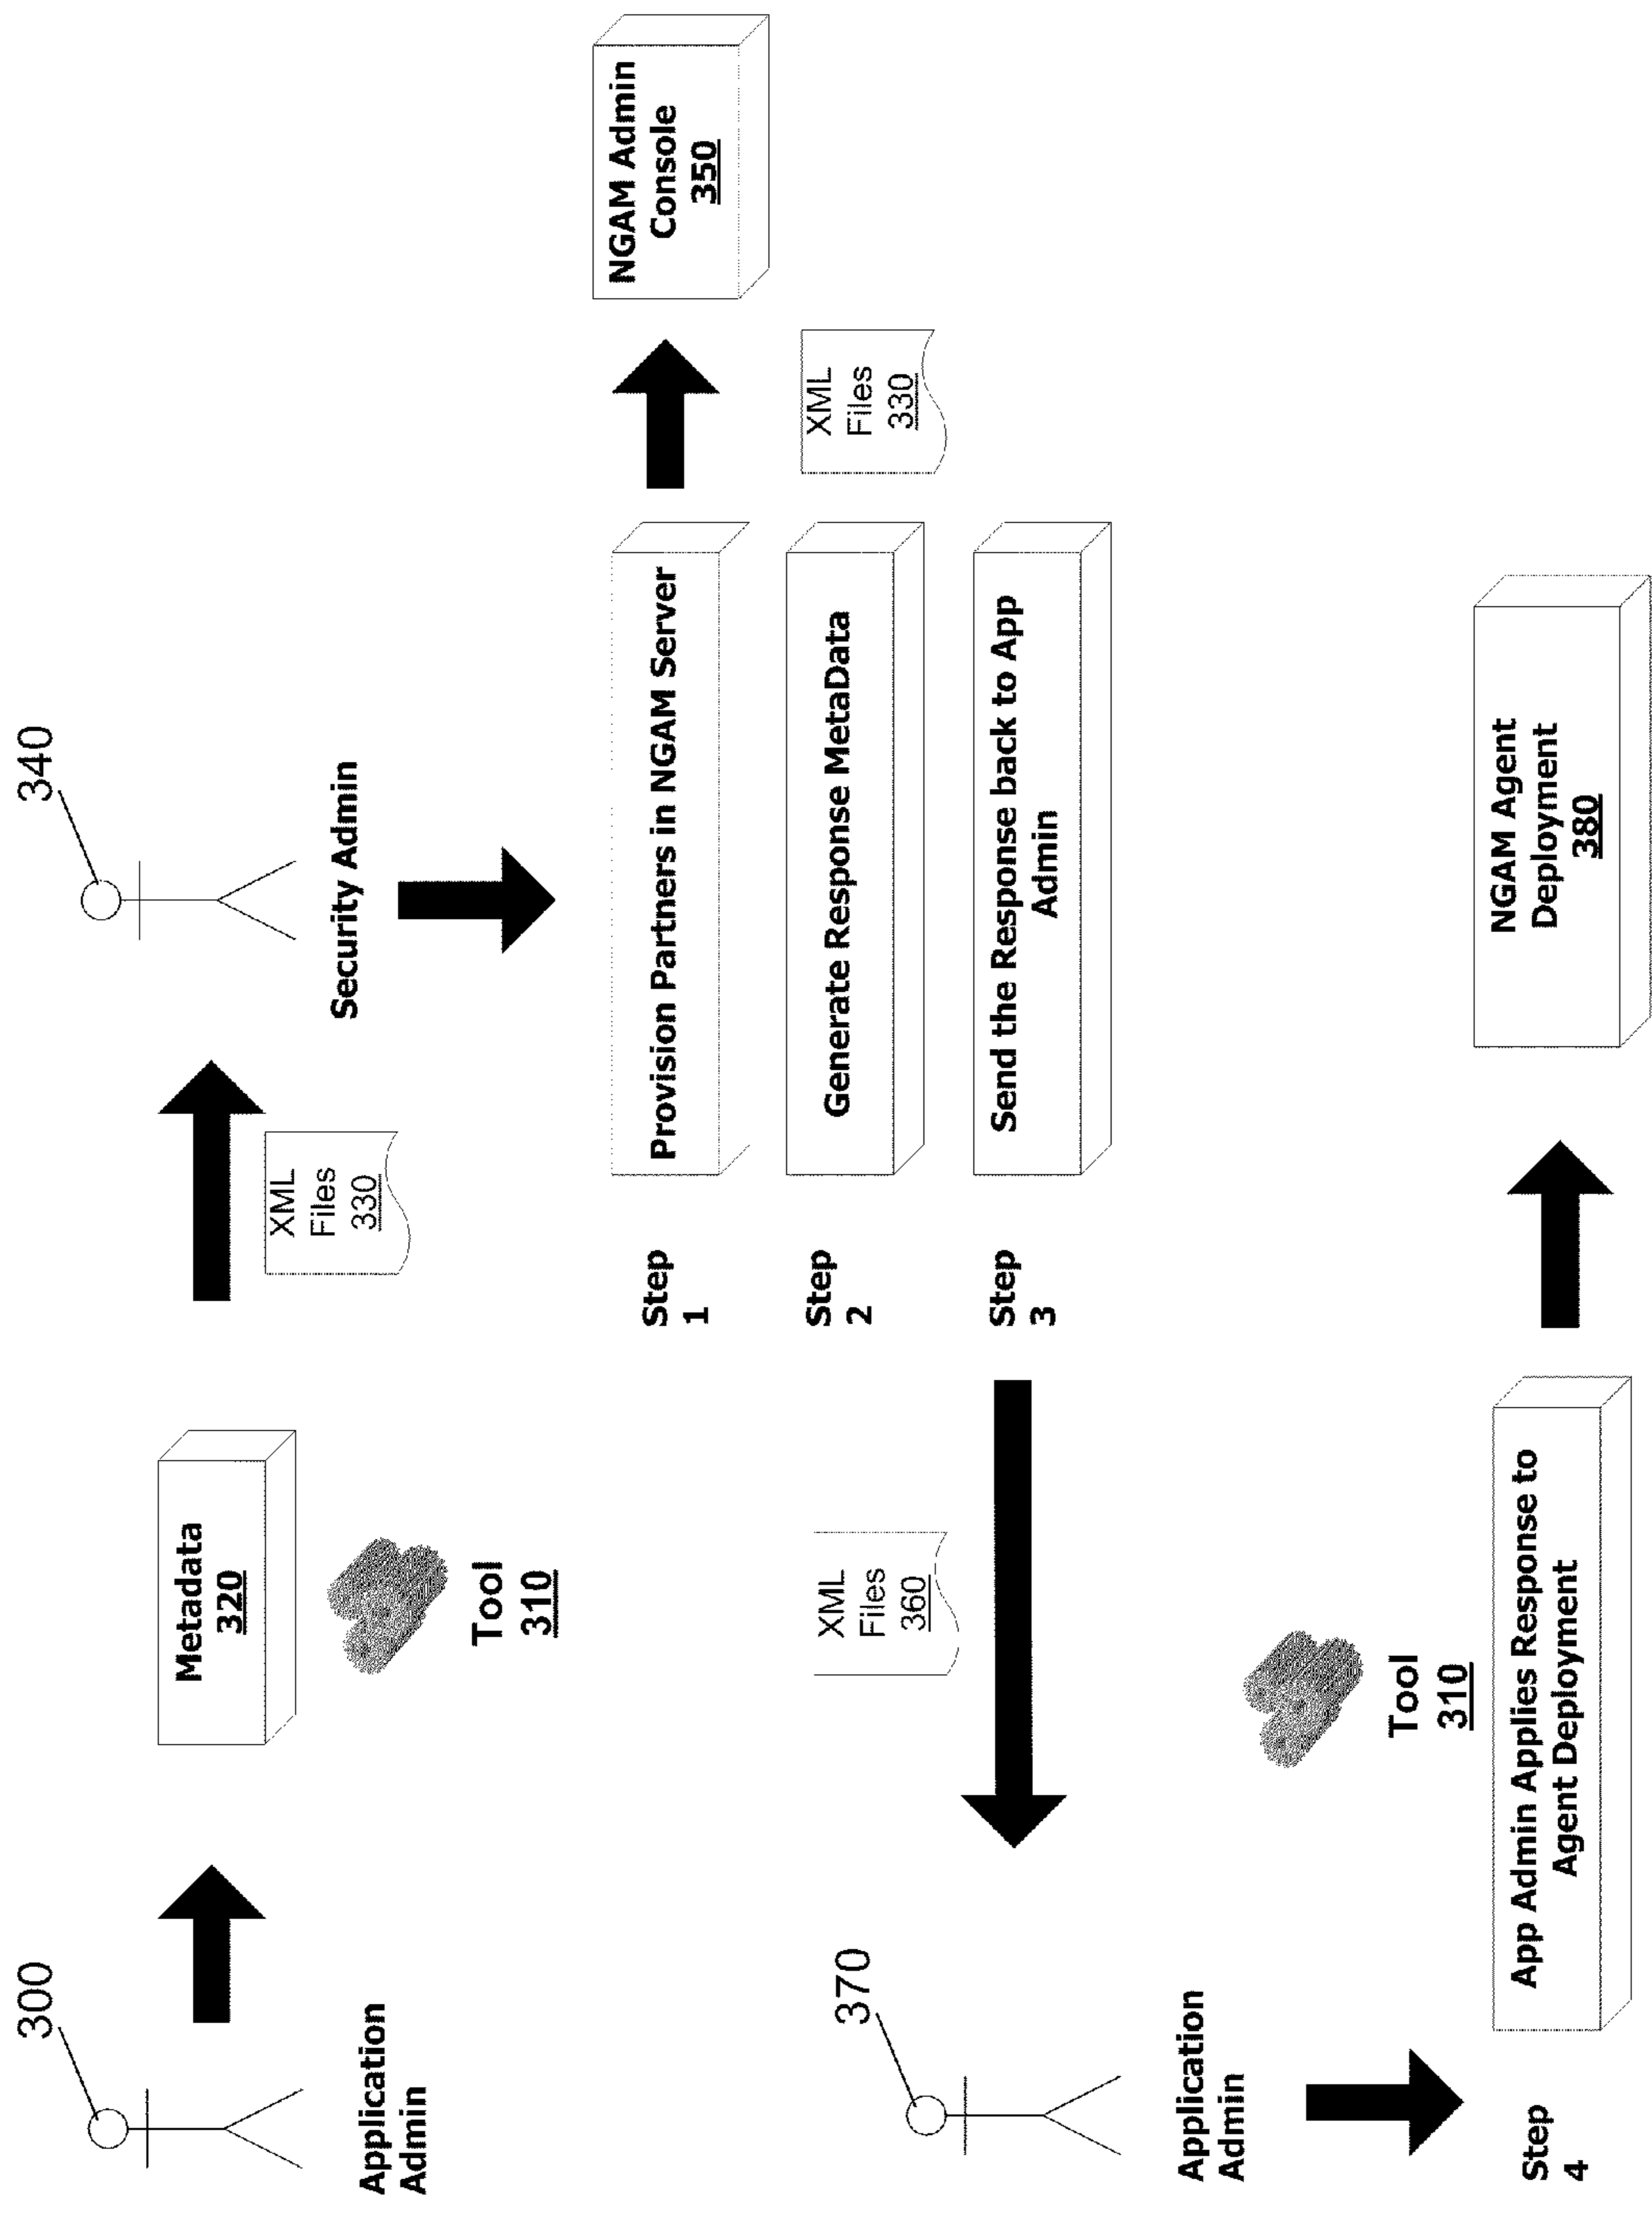 300
Application
Admin
Metadata
320
Tool
310
XML
Files
330
340
Security Admin
Step
1
Provision Partners in NGAM Server
NGAM Admin
Console
350
Step
2
Generate Response MetaData
XML
Files
330
Step
3
Send the Response back to App
Admin
XML
Files
360
370
Application
Admin
Tool
310
Step
4
App Admin Applies Response to
Agent Deployment
NGAM Agent
Deployment
380